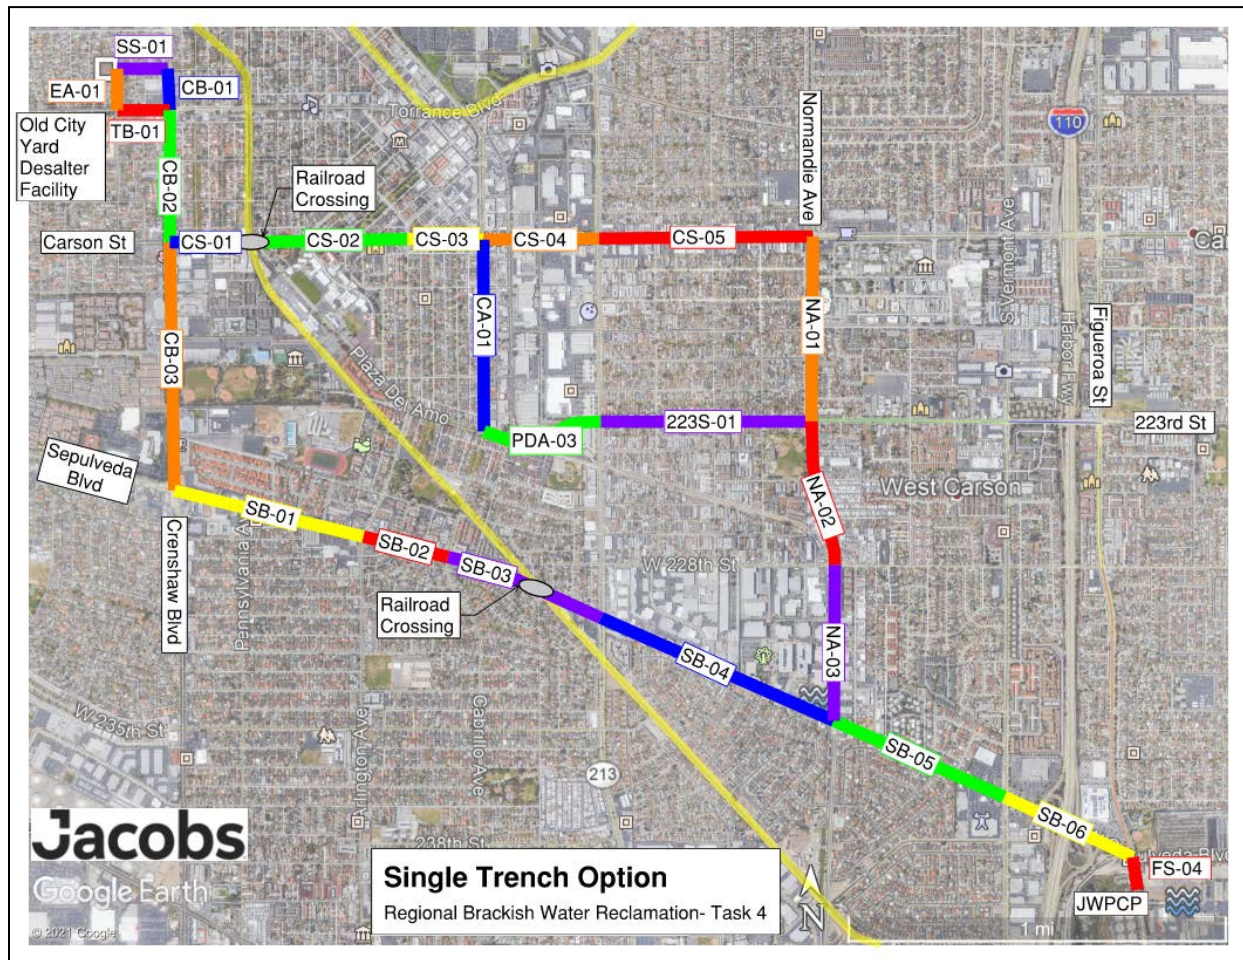 SS-01
EA-01
CB-01
TB-01
Old City
Yard
Desalter
Facility
CB-02
Torrance Blvd
Normandie Ave
110
Railroad
Crossing
Carson St
CS-01
CS-02
CS-03
CS-04
CS-05
Ca
S Vermont Ave
CB-03
CA-01
NA-01
Harbor Fwy
Figueroa St
Plaza Del Amo
PDA-03
223S-01
223rd St
Sepulveda
Blvd
West Carson
NA-02
SB-01
SB-02
SB-03
W 228th St
Crenshaw Blvd
Pennsylvania Av
Railroad
Crossing
SB-04
NA-03
W 235th St
Arlington Ave
Cabrillo Ave
213
SB-05
SB-06
238th St
ulveda Blv
FS-04
JWPCP
Jacobs
Google Earth
© 2021 Google
Single Trench Option
Regional Brackish Water Reclamation- Task 4
N
1 mi